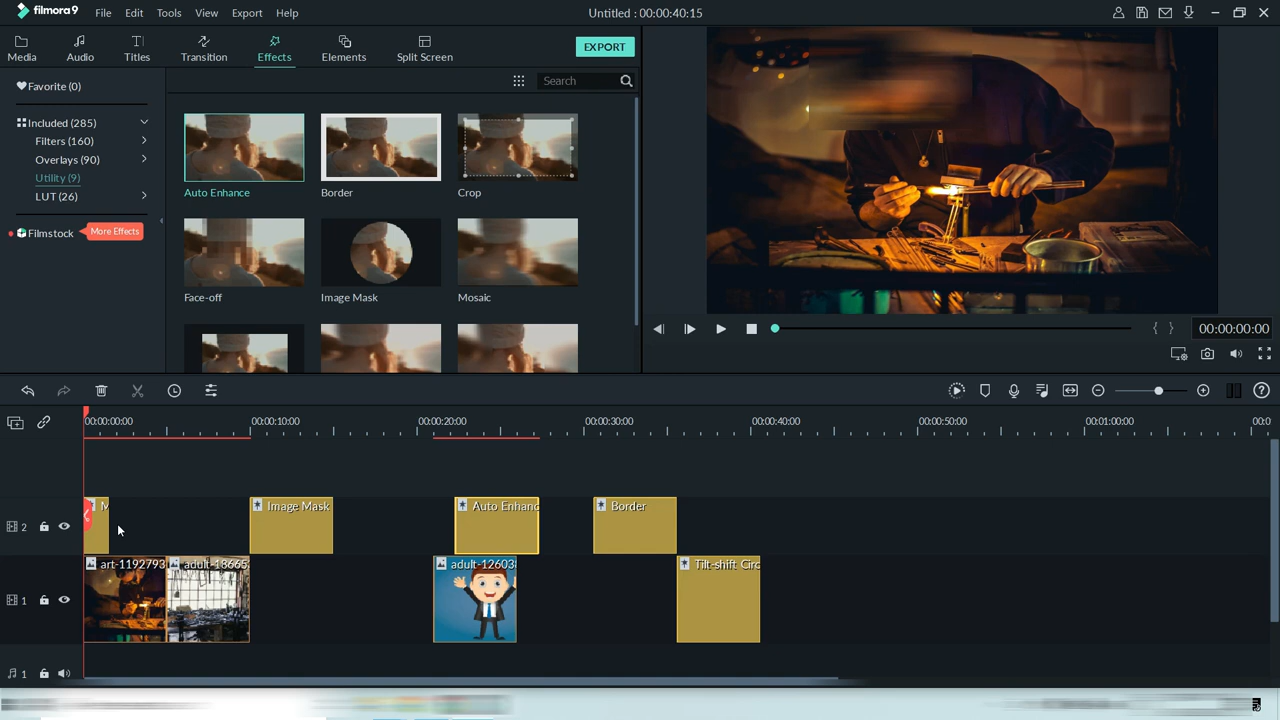 filmora9 File Edit Tools View Export Help Untitled : 00:00:40:15
Media Audio Titles Transition Effects Elements Split Screen EXPORT
Favorite (0)
Included (285)
Filters (160)
Overlays (90)
Utility (9)
LUT (26)
Filmstock More Effects
Search
Auto Enhance Border Crop
Face-off Image Mask Mosaic
00:00:00:00
00:00:00:00 00:00:10:00 00:00:20:00 00:00:30:00 00:00:40:00 00:00:50:00 00:01:00:00 00:0
2 M Image Mask Auto Enhanc Border
1 art-1192793 adult-18665 adult-12603 Tilt-shift Circ
1